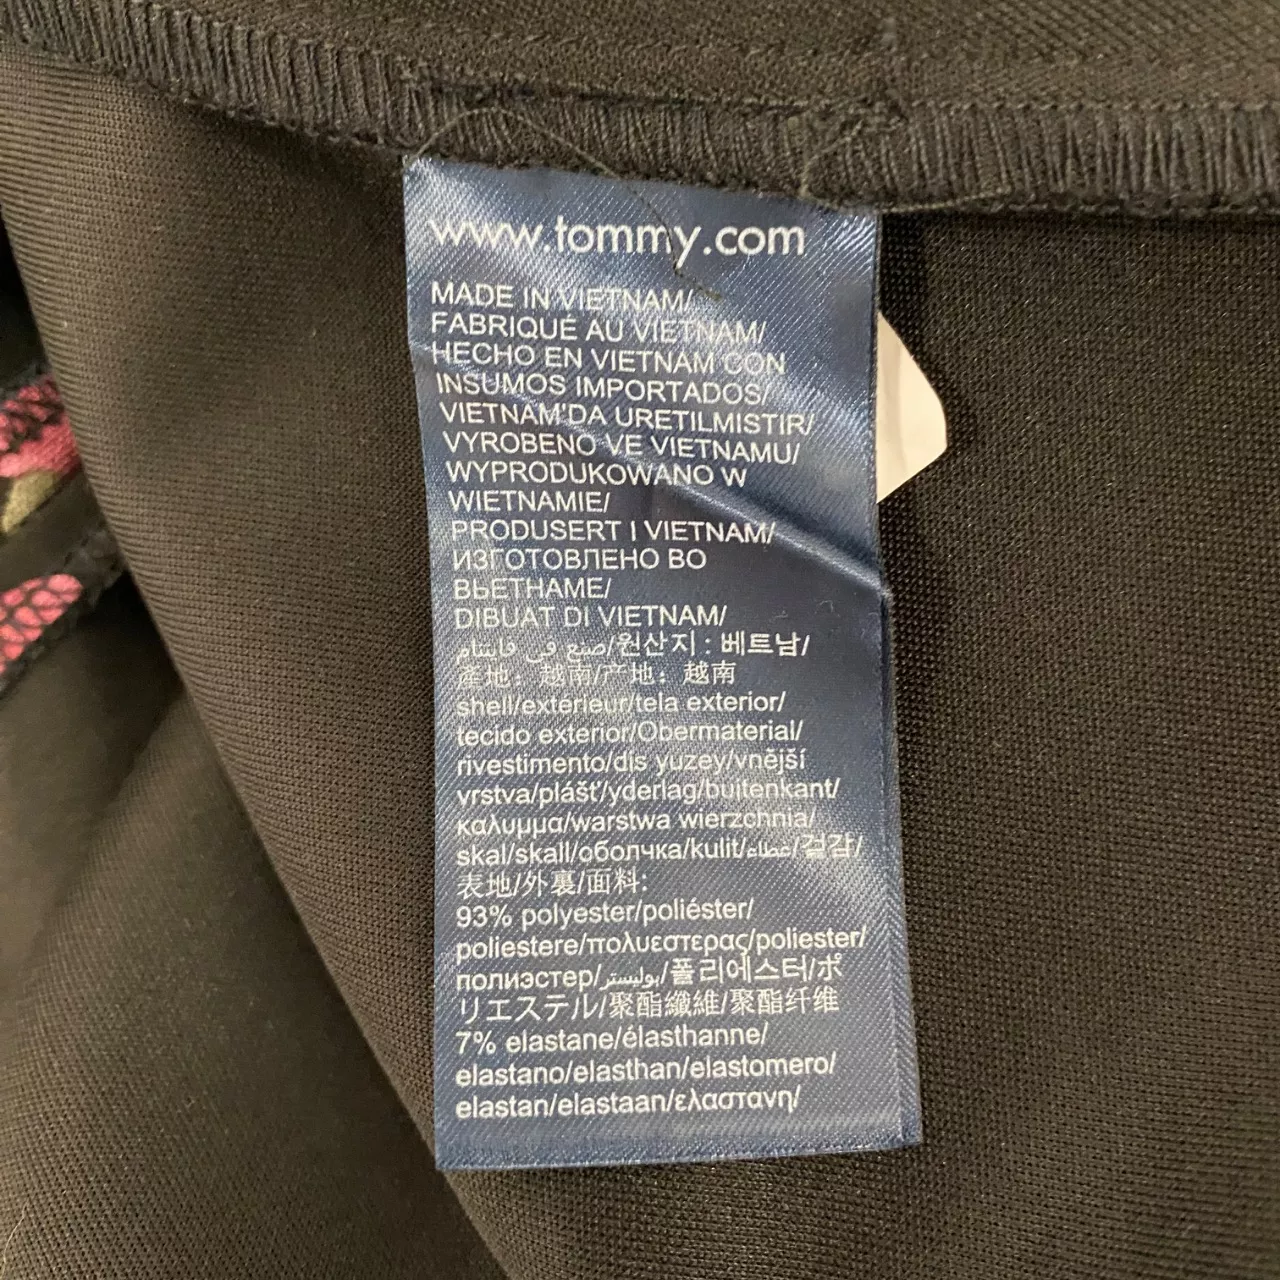 www.tommy.com
MADE IN VIETNAM/
FABRIQUÉ AU VIETNAM/
HECHO EN VIETNAM CON
INSUMOS IMPORTADOS/
VIETNAM'DA URETILMISTIR/
VYROBENO VE VIETNAMU/
WYPRODUKOWANO W
WIETNAMIE/
PRODUSERT I VIETNAM/
ИЗГОТОВЛЕНО ВО
ВЬЕТНАМЕ/
DIBUAT DI VIETNAM/
صنع في فايتنام/원산지 : 베트남/
產地：越南/产地：越南
shell/extérieur/tela exterior/
tecido exterior/Obermaterial/
rivestimento/dis yuzey/vnější
vrstva/plášť/yderlag/buitenkant/
καλυμμα/warstwa wierzchnia/
skal/skall/оболчка/kulit/غطاء/겉감/
表地/外裏/面料:
93% polyester/poliéster/
poliestere/πολυεστερας/poliester/
полиэстер/بوليستر/폴리에스터/ポ
リエステル/聚酯纖維/聚酯纤维
7% elastane/élasthanne/
elastano/elasthan/elastomero/
elastan/elastaan/ελαστανη/